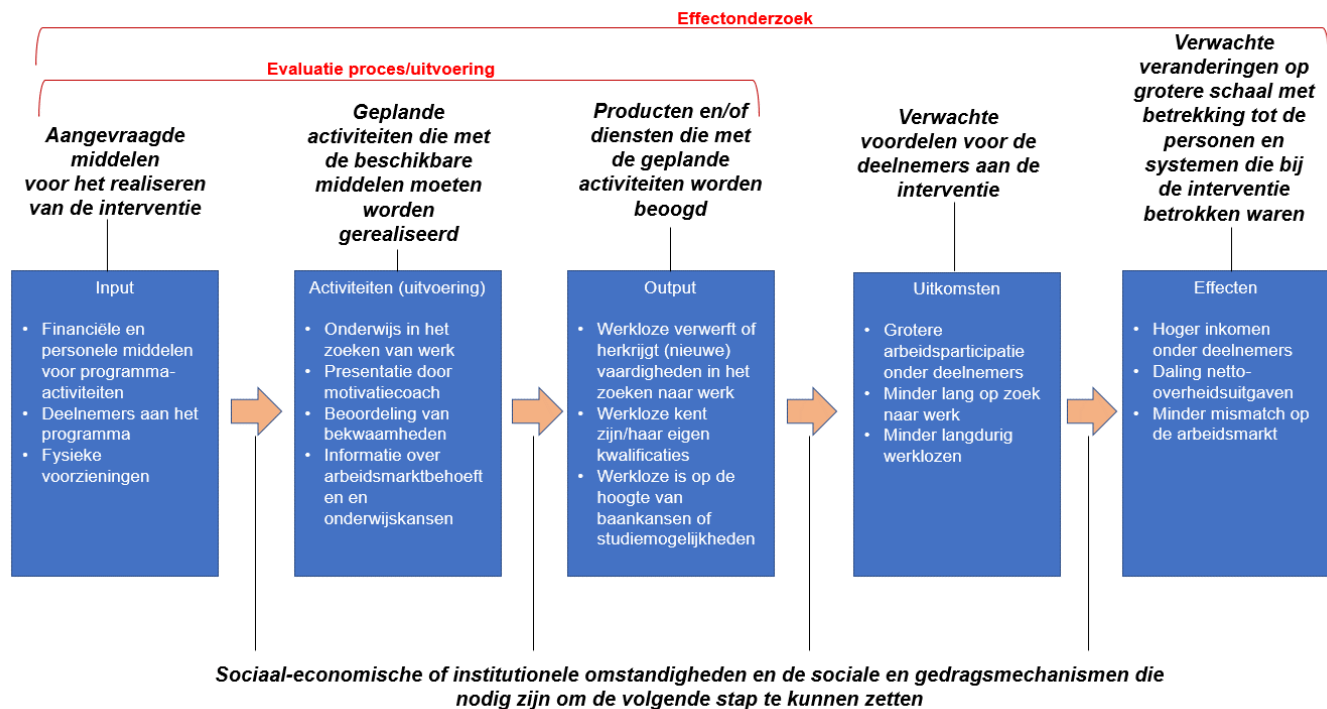 Effectonderzoek
Evaluatie proces/uitvoering
Aangevraagde
middelen
voor het realiseren
van de interventie
Geplande
activiteiten die met
de beschikbare
middelen moeten
worden
gerealiseerd
Producten en/of
diensten die met
de geplande
activiteiten worden
beoogd
Verwachte
voordelen voor de
deelnemers aan de
interventie
Verwachte
veranderingen op
grotere schaal met
betrekking tot de
personen en
systemen die bij
de interventie
betrokken waren
Input
• Financiële en
personele middelen
voor programma-
activiteiten
• Deelnemers aan het
programma
• Fysieke
voorzieningen
Activiteiten (uitvoering)
• Onderwijs in het
zoeken van werk
• Presentatie door
motivatiecoach
• Beoordeling van
bekwaamheden
• Informatie over
arbeidsmarktbehoeft
en en
onderwijskansen
Output
• Werkloze verwerft of
herkrijgt (nieuwe)
vaardigheden in het
zoeken naar werk
• Werkloze kent
zijn/haar eigen
kwalificaties
• Werkloze is op de
hoogte van
baankansen of
studiemogelijkheden
Uitkomsten
• Grotere
arbeidsparticipatie
onder deelnemers
• Minder lang op zoek
naar werk
• Minder langdurig
werklozen
Effecten
• Hoger inkomen
onder deelnemers
• Daling netto-
overheidsuitgaven
• Minder mismatch op
de arbeidsmarkt
Sociaal-economische of institutionele omstandigheden en de sociale en gedragsmechanismen die
nodig zijn om de volgende stap te kunnen zetten